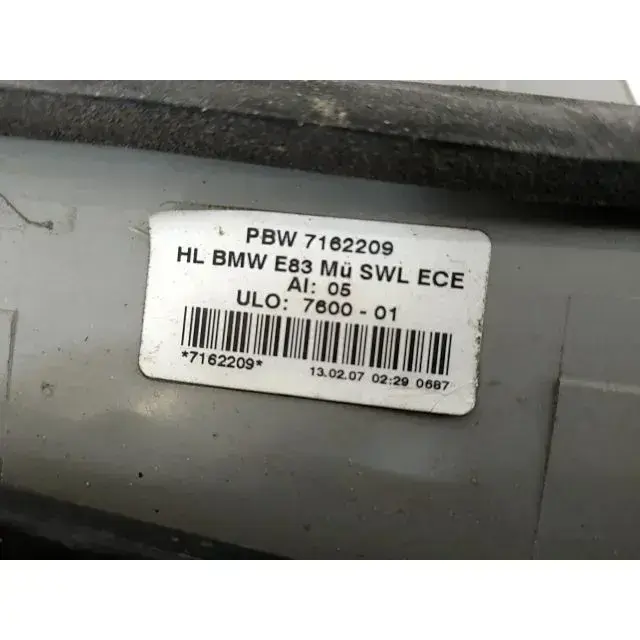 PBW 7162209
HL BMW E83 Mü SWL ECE
AI: 05
ULO: 7600 - 01
*7162209* 13.02.07 02:29 0687